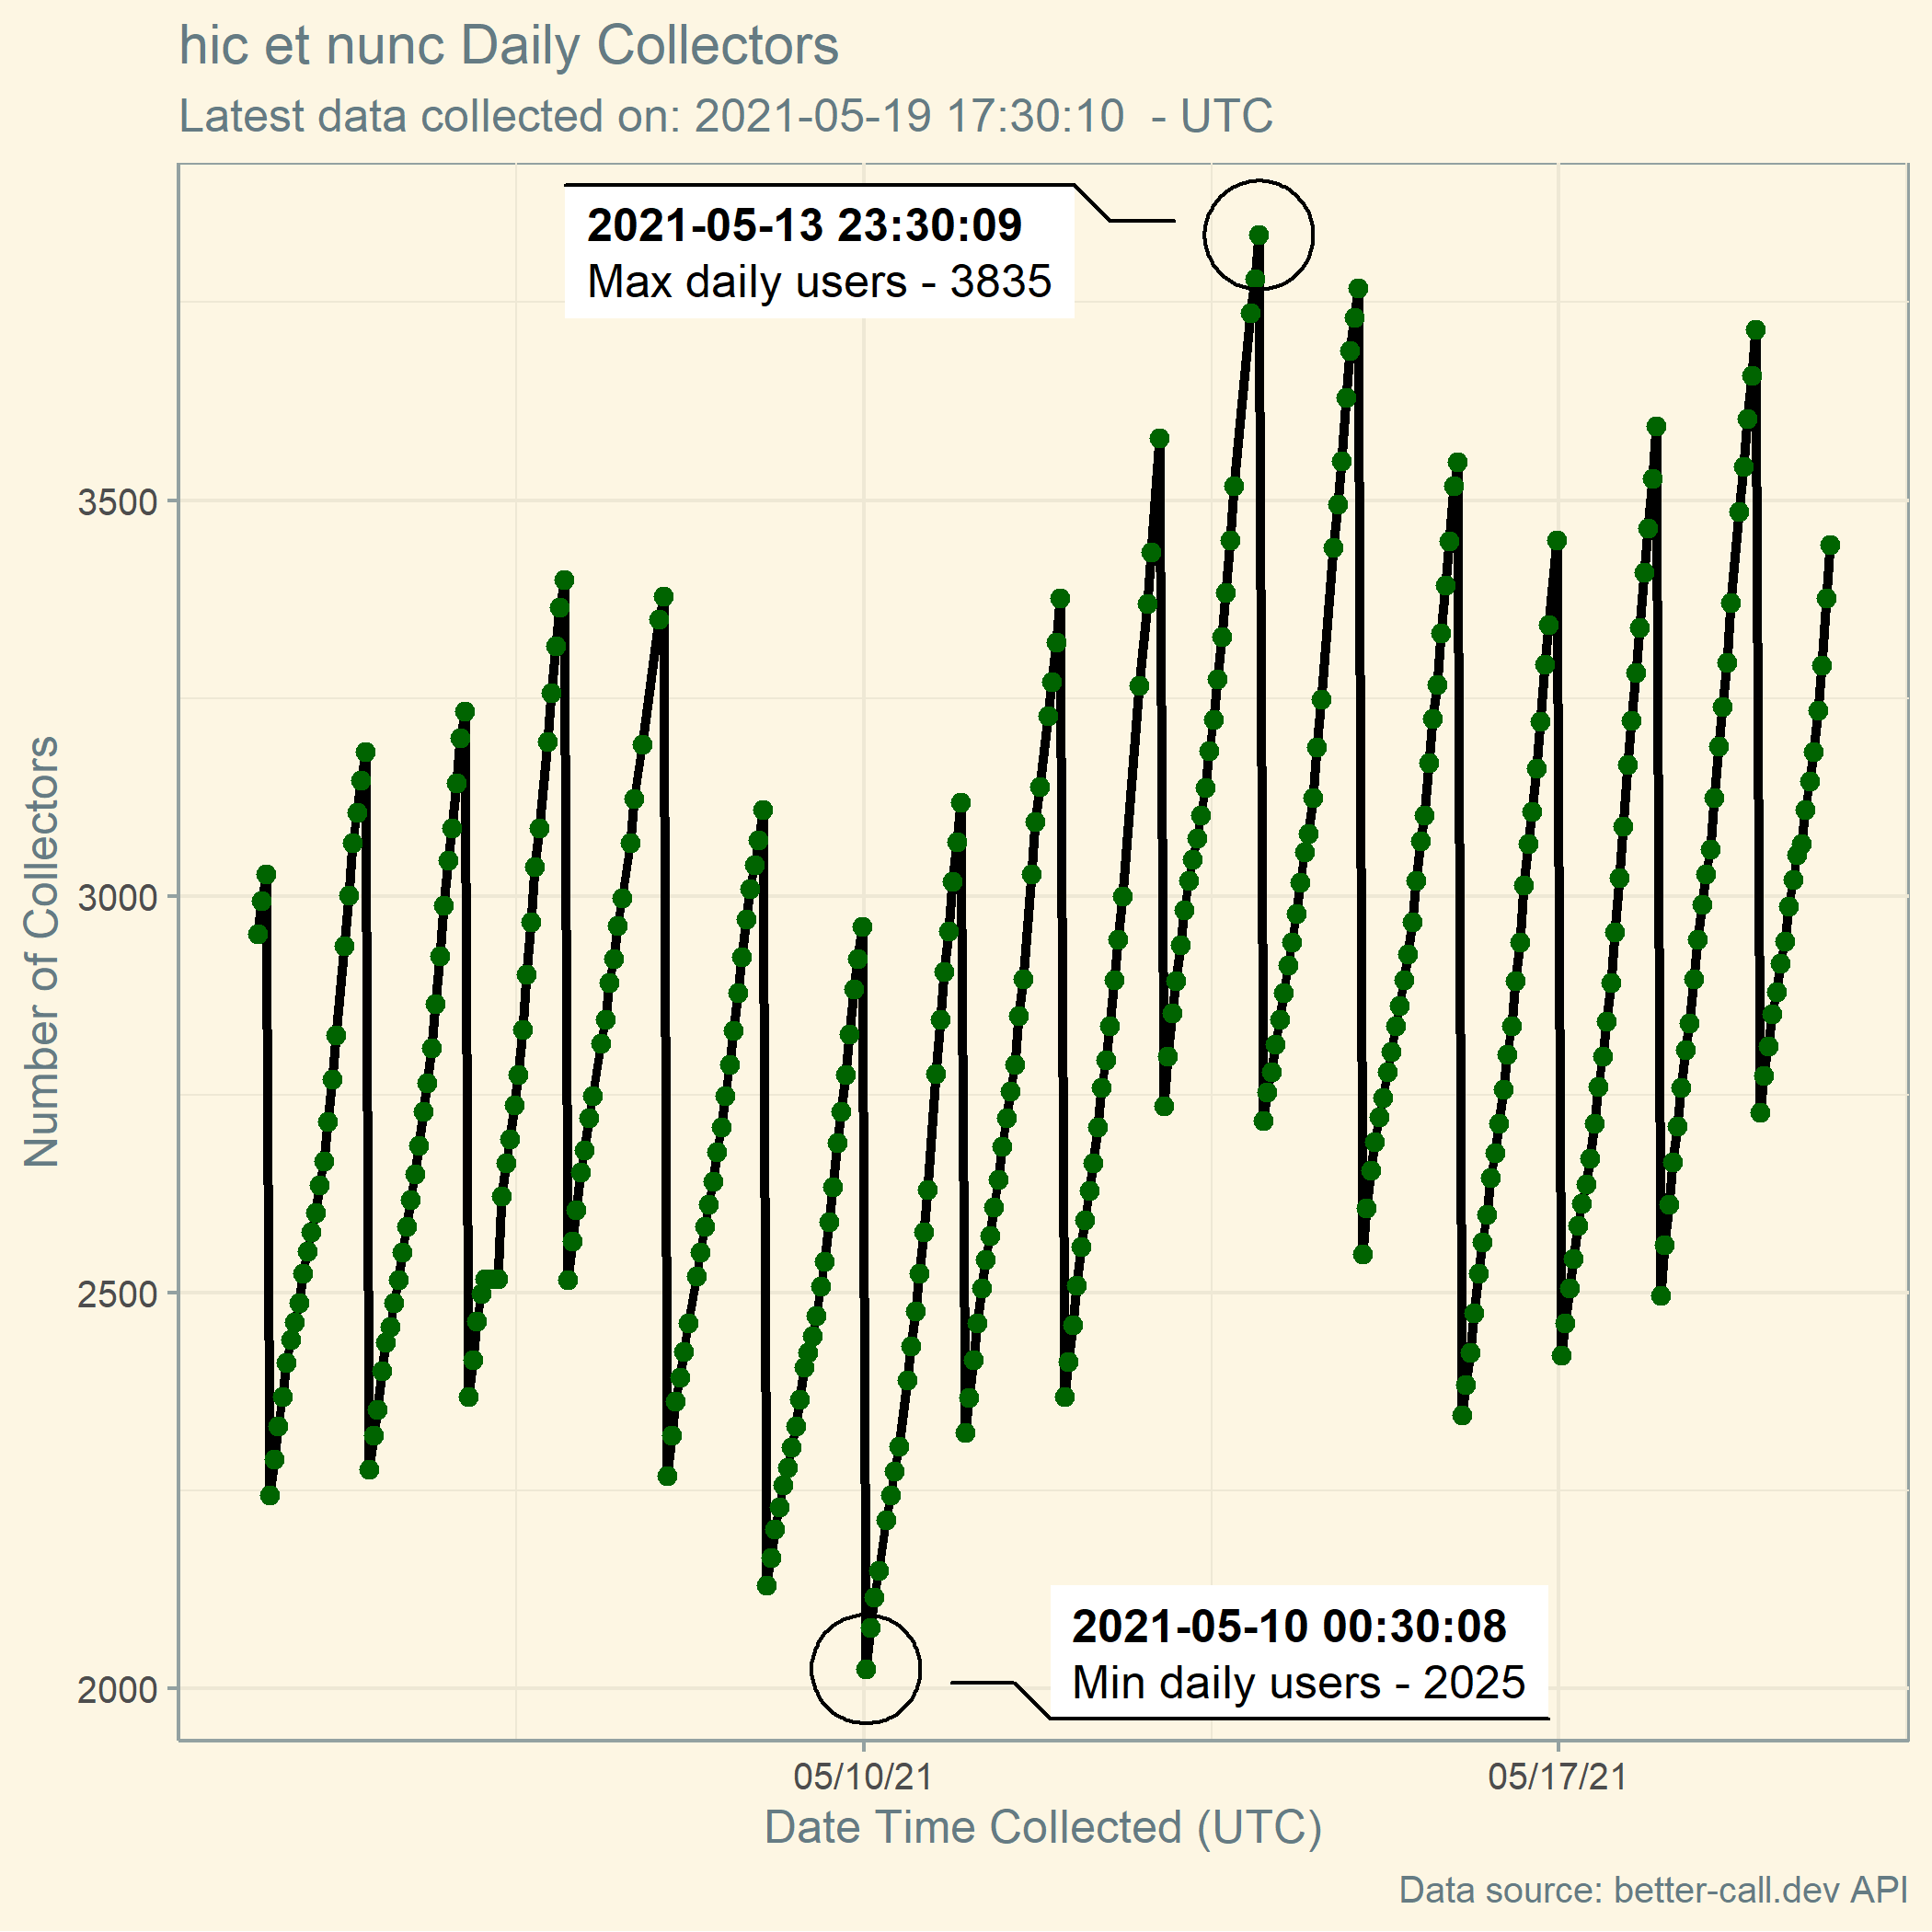 hic et nunc Daily Collectors
Latest data collected on: 2021-05-19 17:30:10  - UTC
2021-05-13 23:30:09
Max daily users - 3835
3500
3000
2500
2000
Number of Collectors
2021-05-10 00:30:08
Min daily users - 2025
05/10/21
05/17/21
Date Time Collected (UTC)
Data source: better-call.dev API